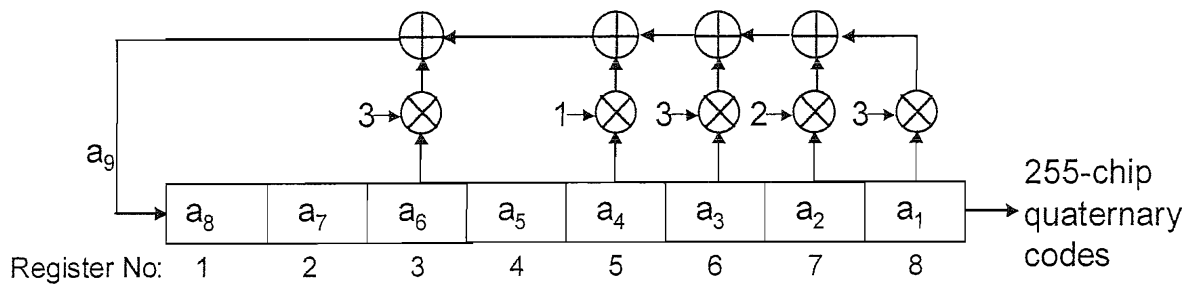 3 1 3 2 3
a9
a8 a7 a6 a5 a4 a3 a2 a1
255-chip
quaternary
codes
Register No: 1 2 3 4 5 6 7 8